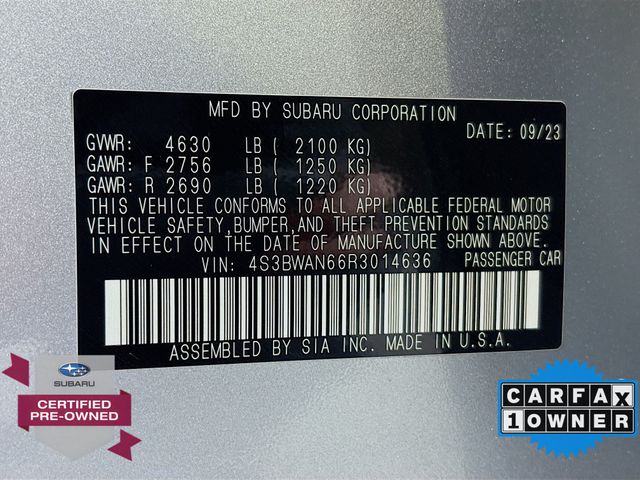 MFD BY SUBARU CORPORATION
DATE: 09/23
GVWR: 4630 LB ( 2100 KG)
GAWR: F 2756 LB ( 1250 KG)
GAWR: R 2690 LB ( 1220 KG)
THIS VEHICLE CONFORMS TO ALL APPLICABLE FEDERAL MOTOR
VEHICLE SAFETY, BUMPER, AND THEFT PREVENTION STANDARDS
IN EFFECT ON THE DATE OF MANUFACTURE SHOWN ABOVE.
VIN: 4S3BWAN66R3014636 PASSENGER CAR
ASSEMBLED BY SIA INC. MADE IN U.S.A.
SUBARU
CERTIFIED
PRE-OWNED
CARFAX
1 OWNER